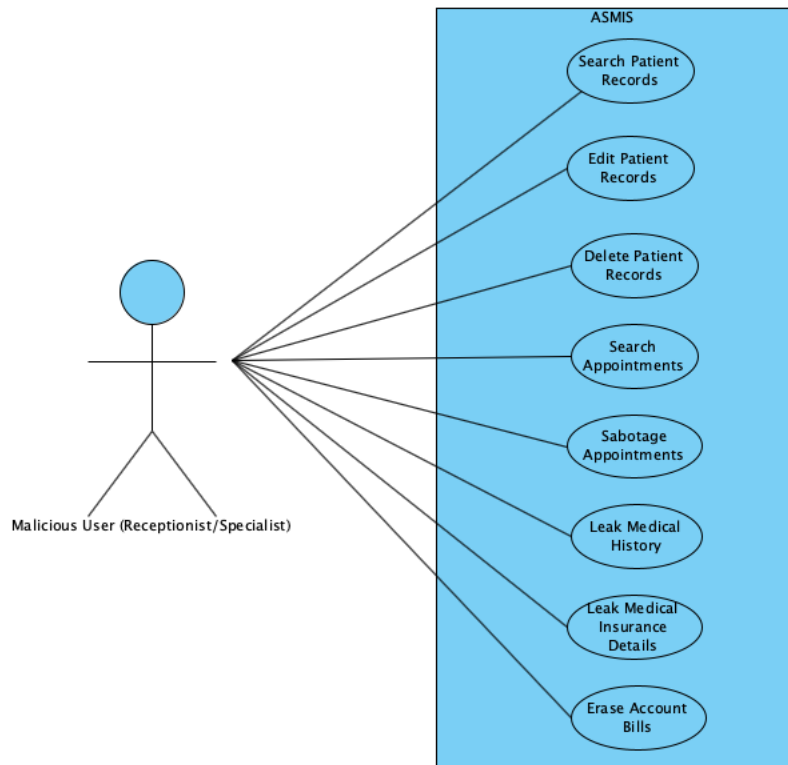 ASMIS
Search Patient
Records
Edit Patient
Records
Delete Patient
Records
Search
Appointments
Sabotage
Appointments
Malicious User (Receptionist/Specialist)
Leak Medical
History
Leak Medical
Insurance
Details
Erase Account
Bills